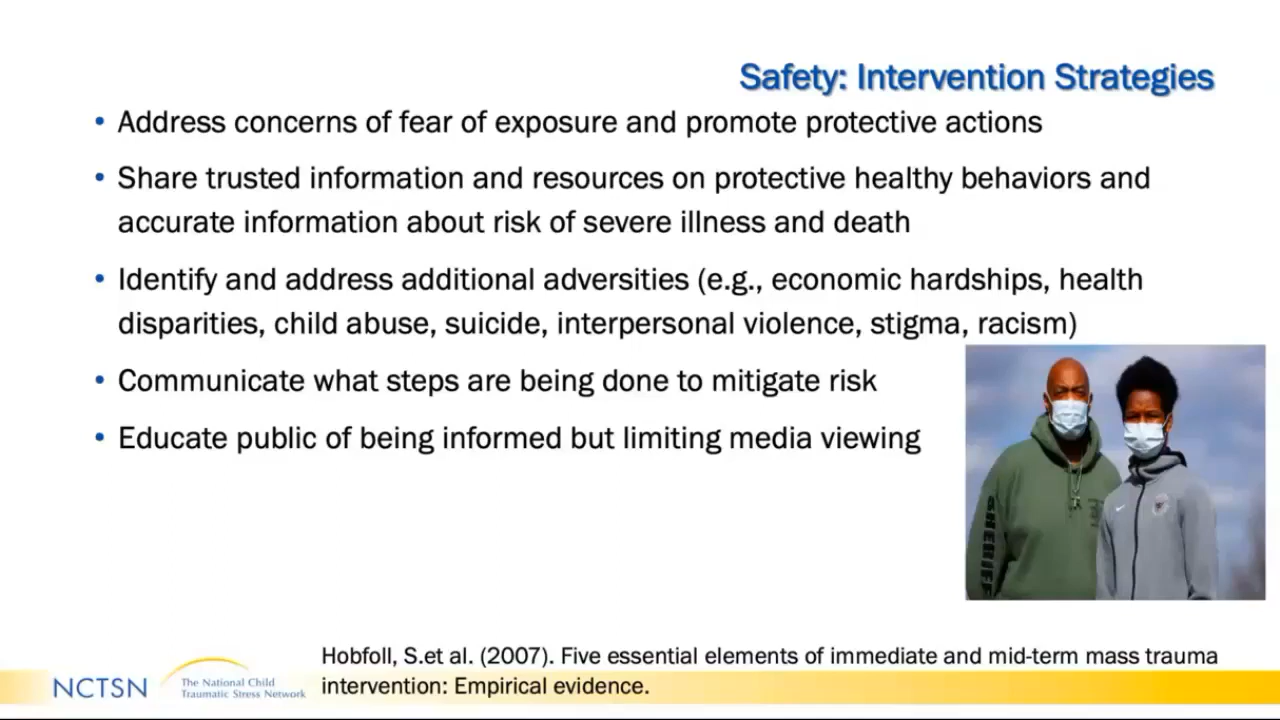 Safety: Intervention Strategies
• Address concerns of fear of exposure and promote protective actions
• Share trusted information and resources on protective healthy behaviors and
accurate information about risk of severe illness and death
• Identify and address additional adversities (e.g., economic hardships, health
disparities, child abuse, suicide, interpersonal violence, stigma, racism)
• Communicate what steps are being done to mitigate risk
• Educate public of being informed but limiting media viewing
SHERIFF
Hobfoll, S.et al. (2007). Five essential elements of immediate and mid-term mass trauma
intervention: Empirical evidence.
NCTSN
The National Child
Traumatic Stress Network